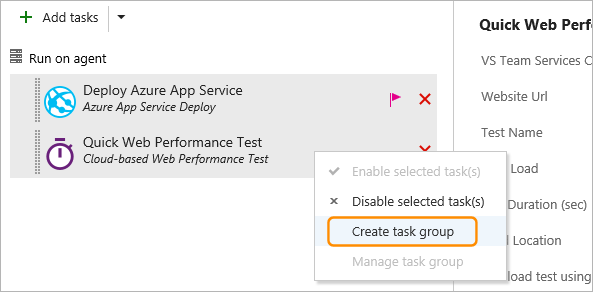 Add tasks
Run on agent
Deploy Azure App Service
Azure App Service Deploy
Quick Web Performance Test
Cloud-based Web Performance Test
Enable selected task(s)
Disable selected task(s)
Create task group
Manage task group
Quick Web Perfor
VS Team Services C
Website Url
Test Name
Load
Duration (sec)
Location
load test using